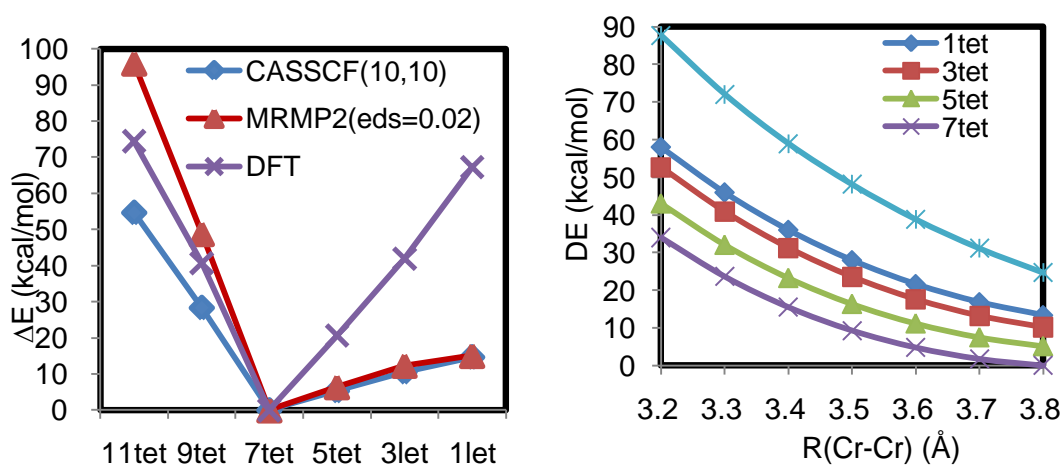 100
90
80
70
60
50
40
30
20
10
0
ΔE (kcal/mol)
CASSCF(10,10)
MRMP2(eds=0.02)
DFT
11tet 9tet 7tet 5tet 3let 1let
90
80
70
60
50
40
30
20
10
0
DE (kcal/mol)
1tet
3tet
5tet
7tet
3.2 3.3 3.4 3.5 3.6 3.7 3.8
R(Cr-Cr) (Å)